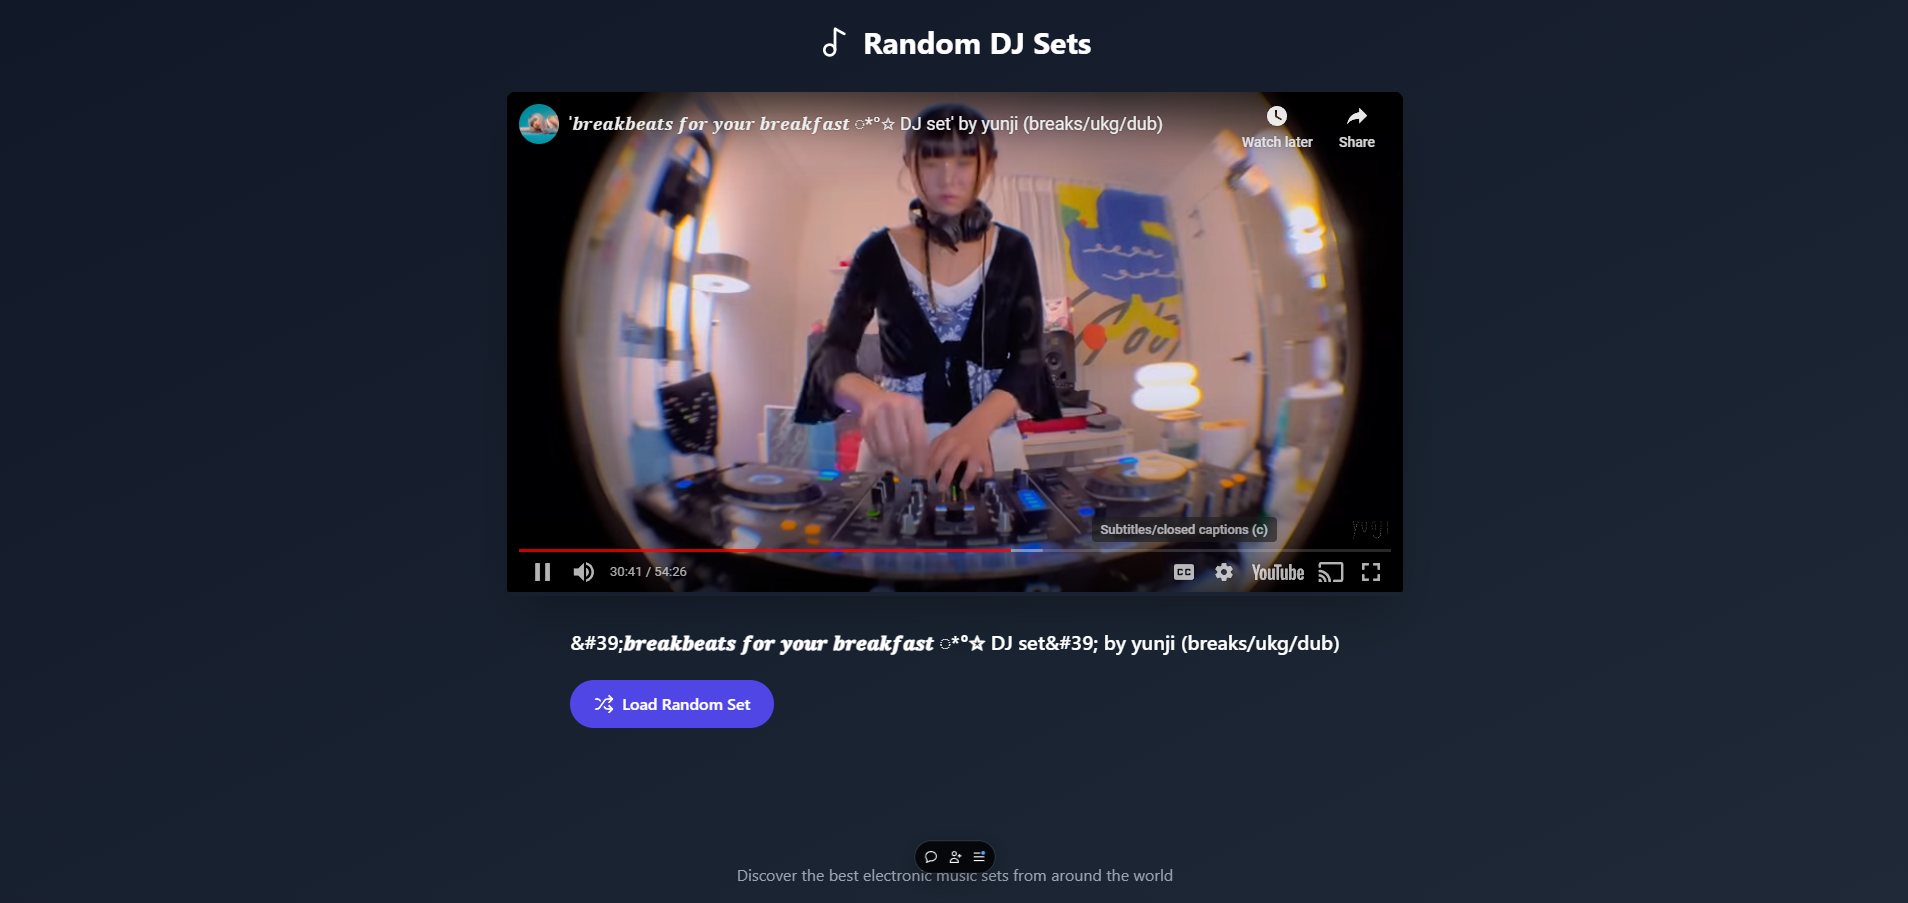 Random DJ Sets
'𝒃𝒓𝒆𝒂𝒌𝒃𝒆𝒂𝒕𝒔 𝒇𝒐𝒓 𝒚𝒐𝒖𝒓 𝒃𝒓𝒆𝒂𝒌𝒇𝒂𝒔𝒕 ݁*°☆ DJ set' by yunji (breaks/ukg/dub)
Watch later
Share
Subtitles/closed captions (c)
30:41 / 54:26
CC
YouTube
&#39;𝒃𝒓𝒆𝒂𝒌𝒃𝒆𝒂𝒕𝒔 𝒇𝒐𝒓 𝒚𝒐𝒖𝒓 𝒃𝒓𝒆𝒂𝒌𝒇𝒂𝒔𝒕 ݁*°☆ DJ set&#39; by yunji (breaks/ukg/dub)
Load Random Set
Discover the best electronic music sets from around the world